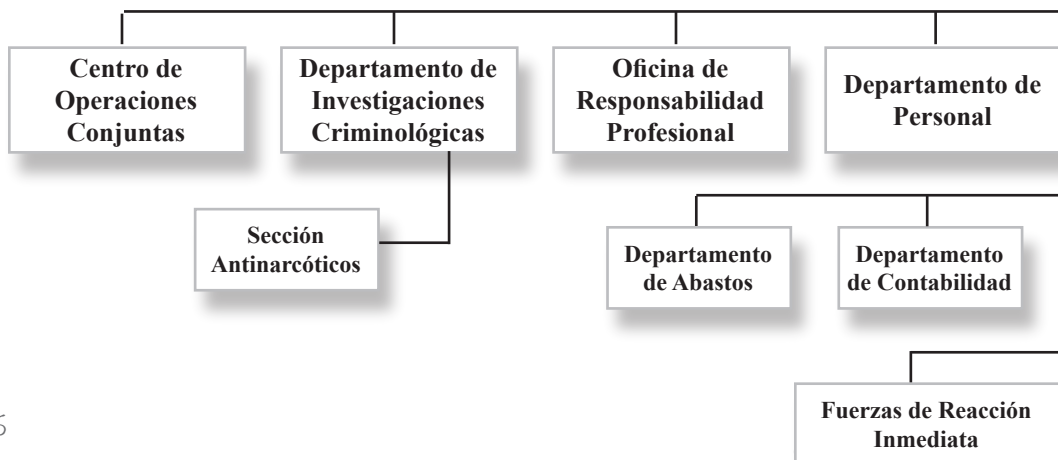 Centro de
Operaciones
Conjuntas
Departamento de
Investigaciones
Criminológicas
Oficina de
Responsabilidad
Profesional
Departamento de
Personal
Sección
Antinarcóticos
Departamento
de Abastos
Departamento
de Contabilidad
Fuerzas de Reacción
Inmediata